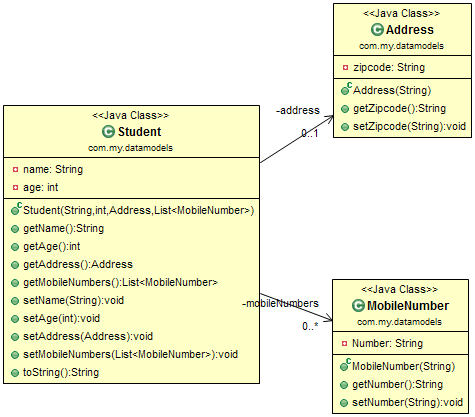 <<Java Class>>
Address
com.my.datamodels
zipcode: String
Address(String)
getZipcode():String
setZipcode(String):void
-address
0..1
<<Java Class>>
Student
com.my.datamodels
name: String
age: int
Student(String,int,Address,List<MobileNumber>)
getName():String
getAge():int
getAddress():Address
getMobileNumbers():List<MobileNumber>
setName(String):void
setAge(int):void
setAddress(Address):void
setMobileNumbers(List<MobileNumber>):void
toString():String
-mobileNumbers
0..*
<<Java Class>>
MobileNumber
com.my.datamodels
Number: String
MobileNumber(String)
getNumber():String
setNumber(String):void